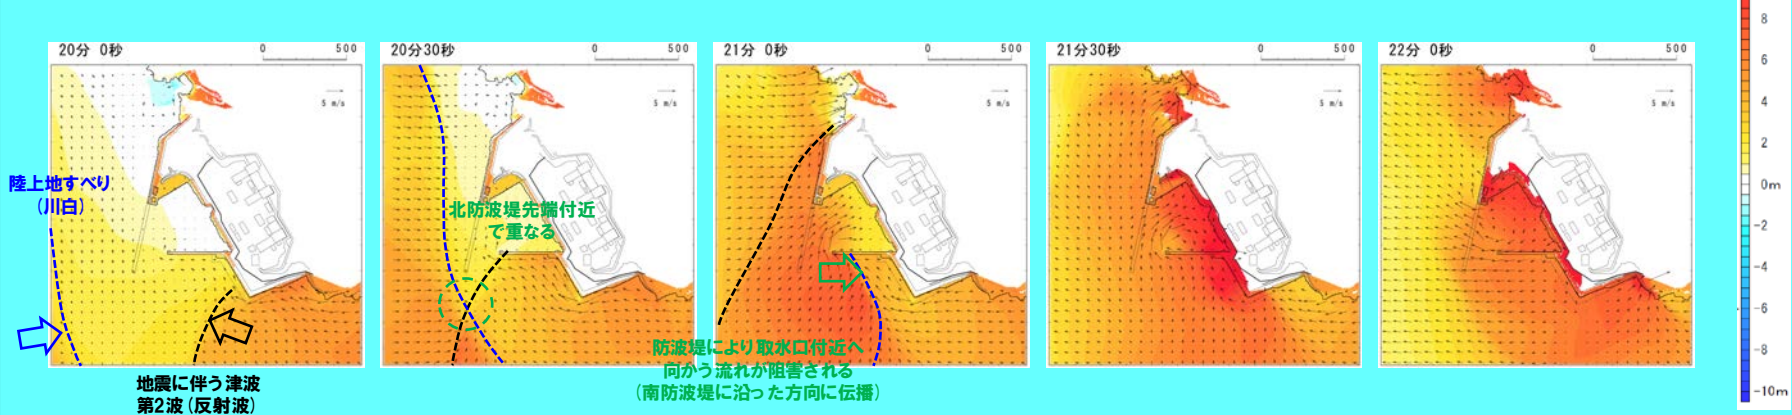 20分 0秒
0 500
5 m/s
陸上地すべり
(川白)
地震に伴う津波
第2波(反射波)
20分30秒
0 500
5 m/s
北防波堤先端付近
で重なる
21分 0秒
0 500
5 m/s
防波堤により取水口付近へ
向かう流れが阻害される
(南防波堤に沿った方向に伝播)
21分30秒
0 500
5 m/s
22分 0秒
0 500
5 m/s
8
6
4
2
0m
-2
-4
-6
-8
-10m